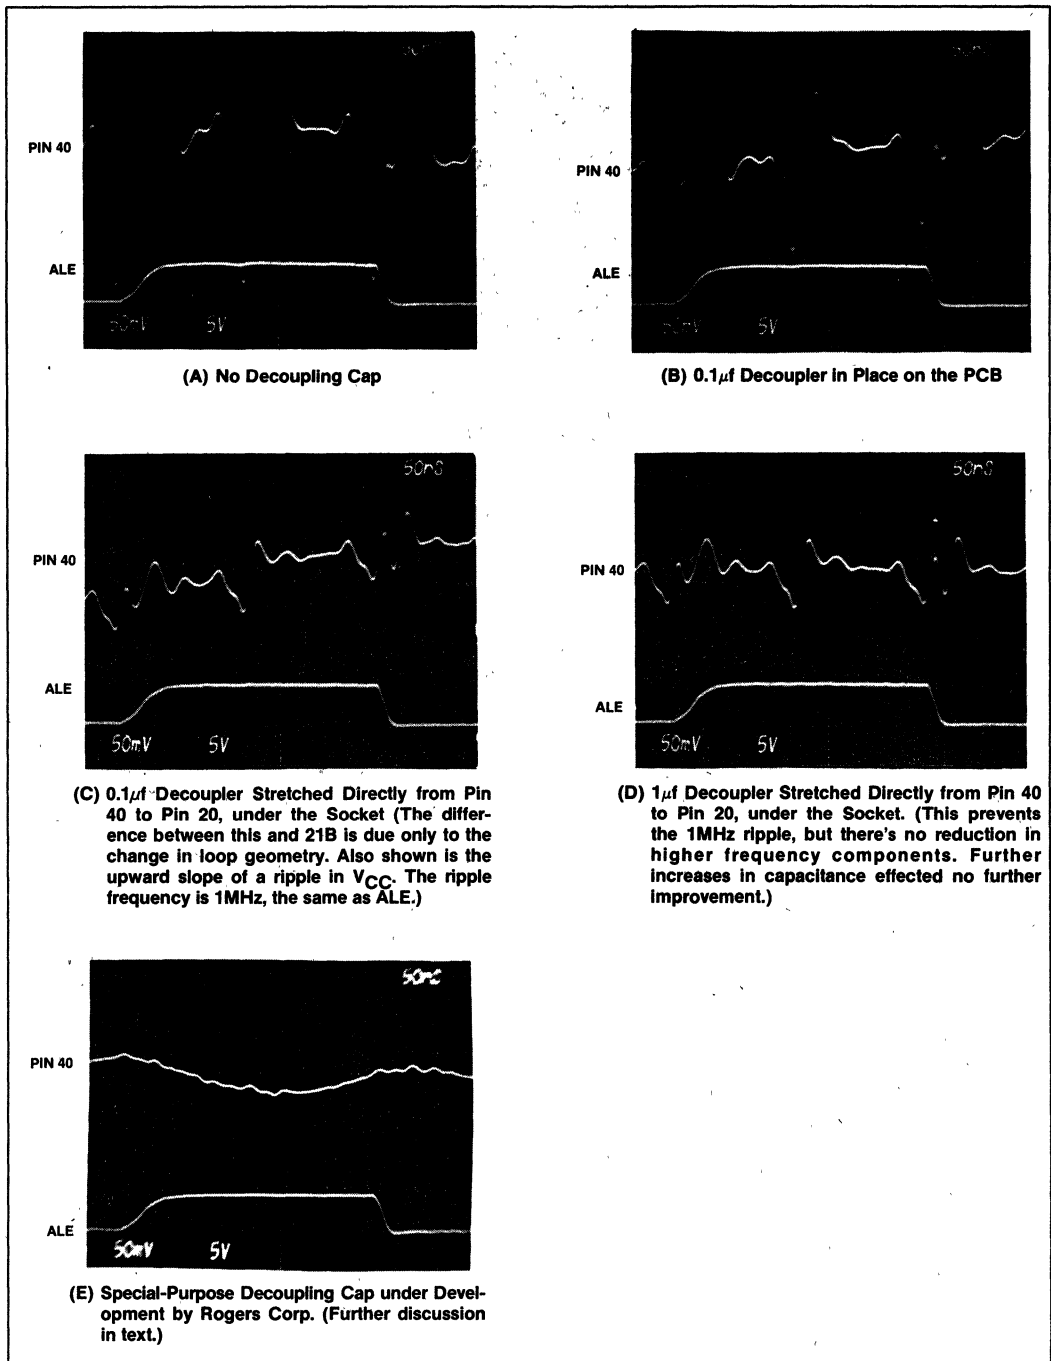 50nS
PIN 40
ALE
50mV 5V
(A) No Decoupling Cap
50nS
PIN 40
ALE
50mV 5V
(B) 0.1μf Decoupler in Place on the PCB
50nS
PIN 40
ALE
50mV 5V
(C) 0.1μf Decoupler Stretched Directly from Pin
40 to Pin 20, under the Socket (The differ-
ence between this and 21B is due only to the
change in loop geometry. Also shown is the
upward slope of a ripple in VCC. The ripple
frequency is 1MHz, the same as ALE.)
50nS
PIN 40
ALE
50mV 5V
(D) 1μf Decoupler Stretched Directly from Pin 40
to Pin 20, under the Socket. (This prevents
the 1MHz ripple, but there's no reduction in
higher frequency components. Further
increases in capacitance effected no further
improvement.)
PIN 40
ALE
50mV 5V
(E) Special-Purpose Decoupling Cap under Devel-
opment by Rogers Corp. (Further discussion
in text.)